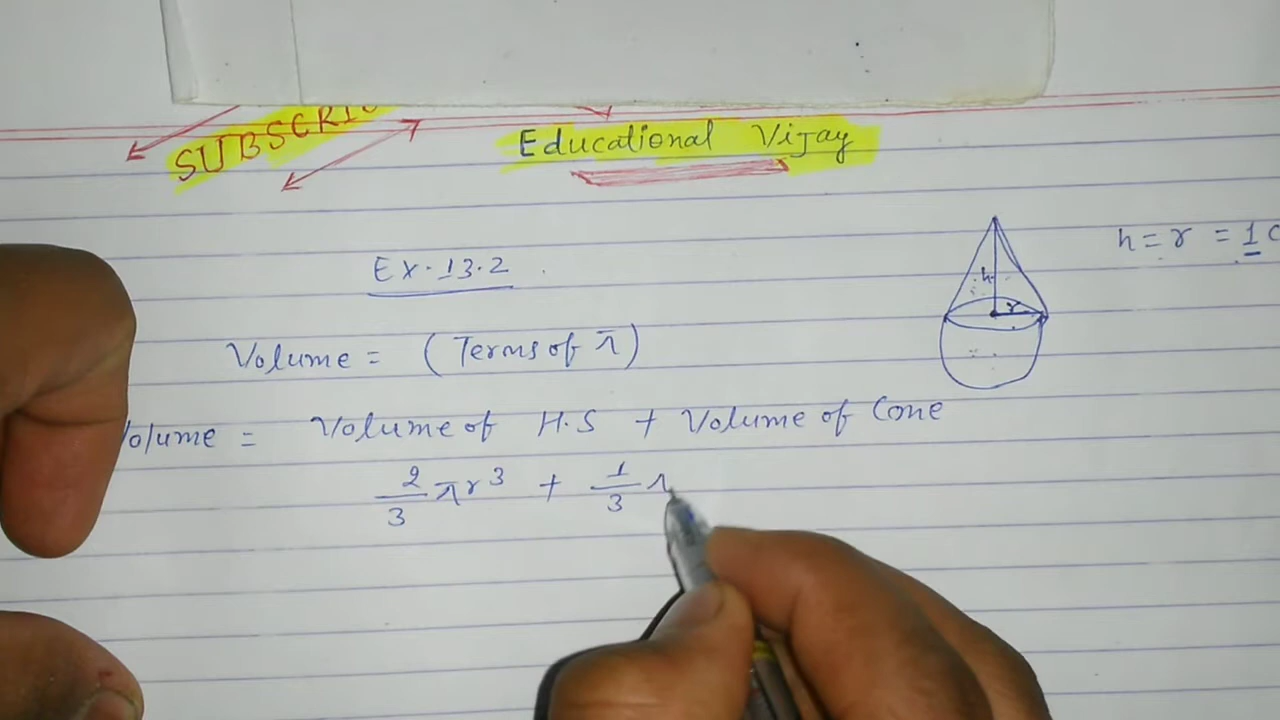 SUBSCRI
Educational Vijay
Ex. 13.2
h = r = 1 c
h
r
Volume = (Terms of π)
Volume = Volume of H.S + Volume of Cone
2/3 πr³ + 1/3 π